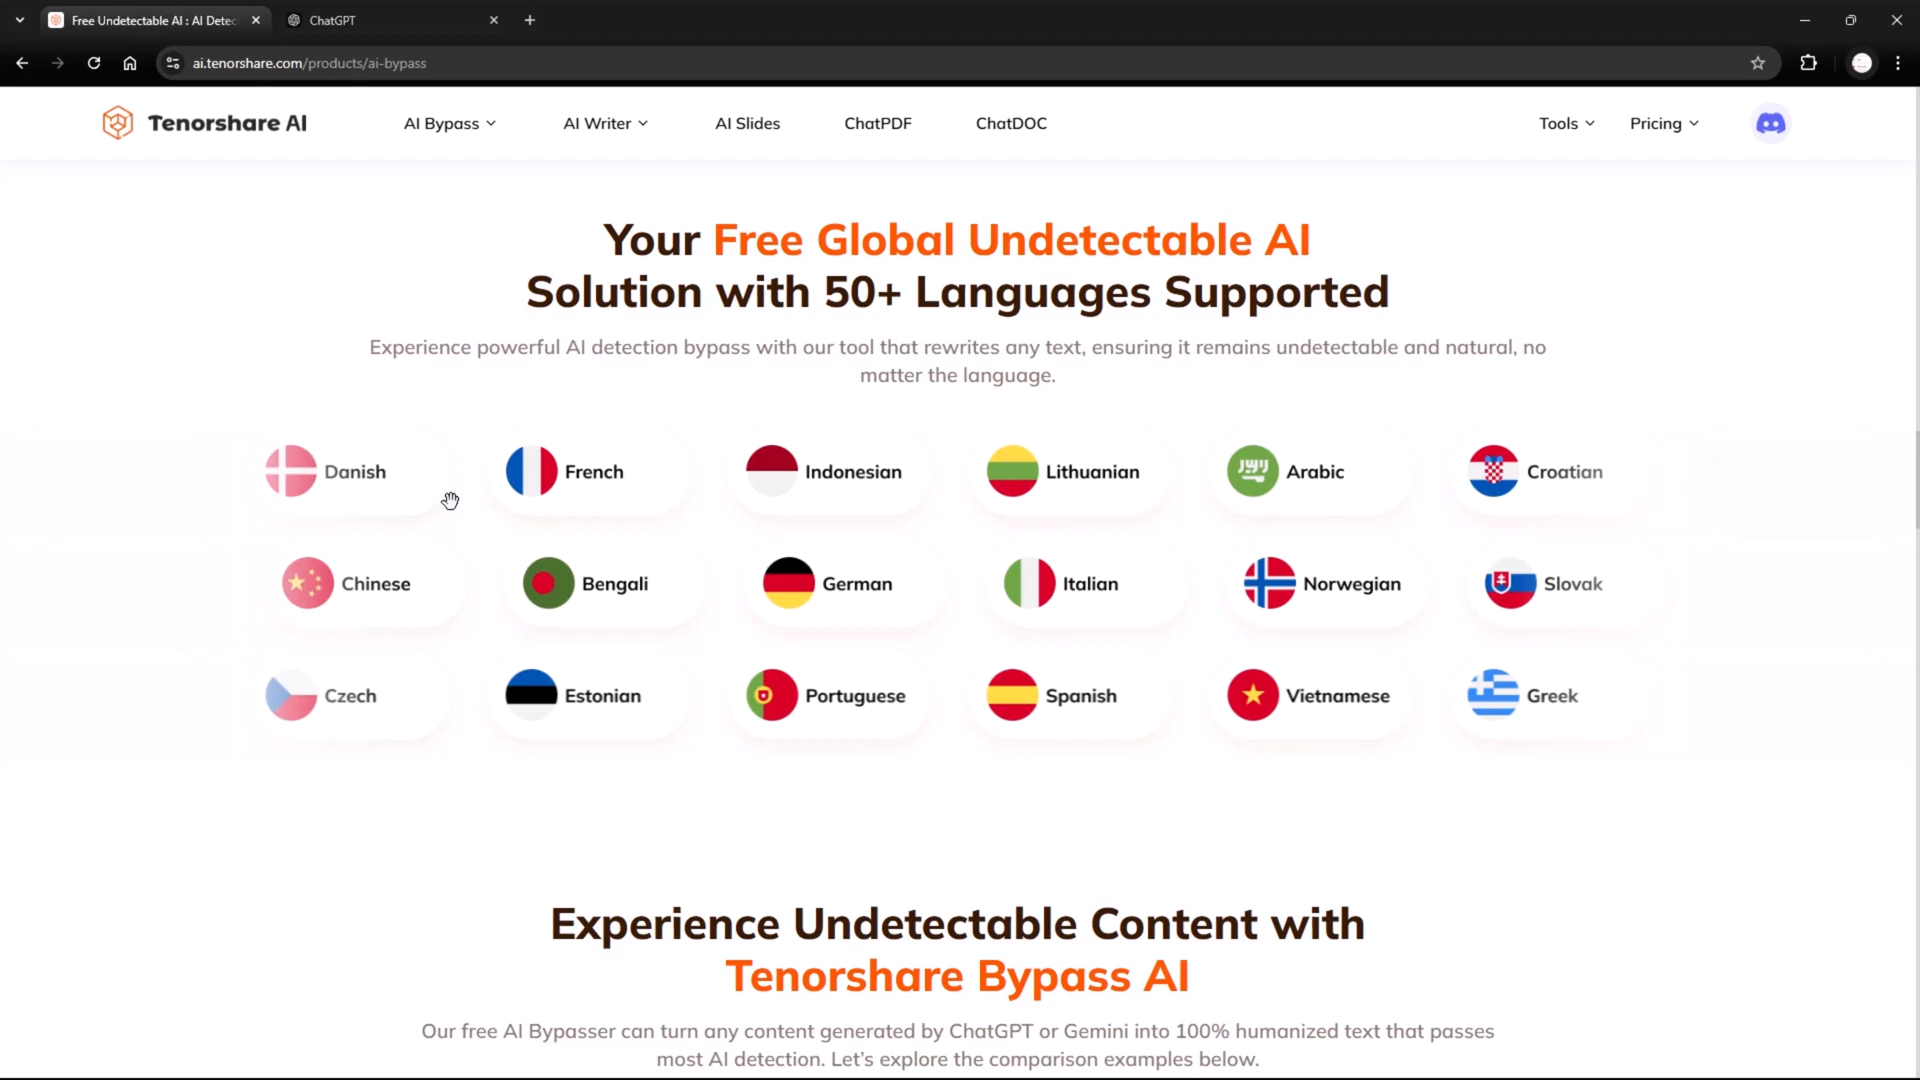 Free Undetectable AI : AI Detec
ChatGPT
ai.tenorshare.com/products/ai-bypass
Tenorshare AI
AI Bypass
AI Writer
AI Slides
ChatPDF
ChatDOC
Tools
Pricing
Your Free Global Undetectable AI
Solution with 50+ Languages Supported
Experience powerful AI detection bypass with our tool that rewrites any text, ensuring it remains undetectable and natural, no
matter the language.
Danish
French
Indonesian
Lithuanian
Arabic
Croatian
Chinese
Bengali
German
Italian
Norwegian
Slovak
Czech
Estonian
Portuguese
Spanish
Vietnamese
Greek
Experience Undetectable Content with
Tenorshare Bypass AI
Our free AI Bypasser can turn any content generated by ChatGPT or Gemini into 100% humanized text that passes
most AI detection. Let's explore the comparison examples below.